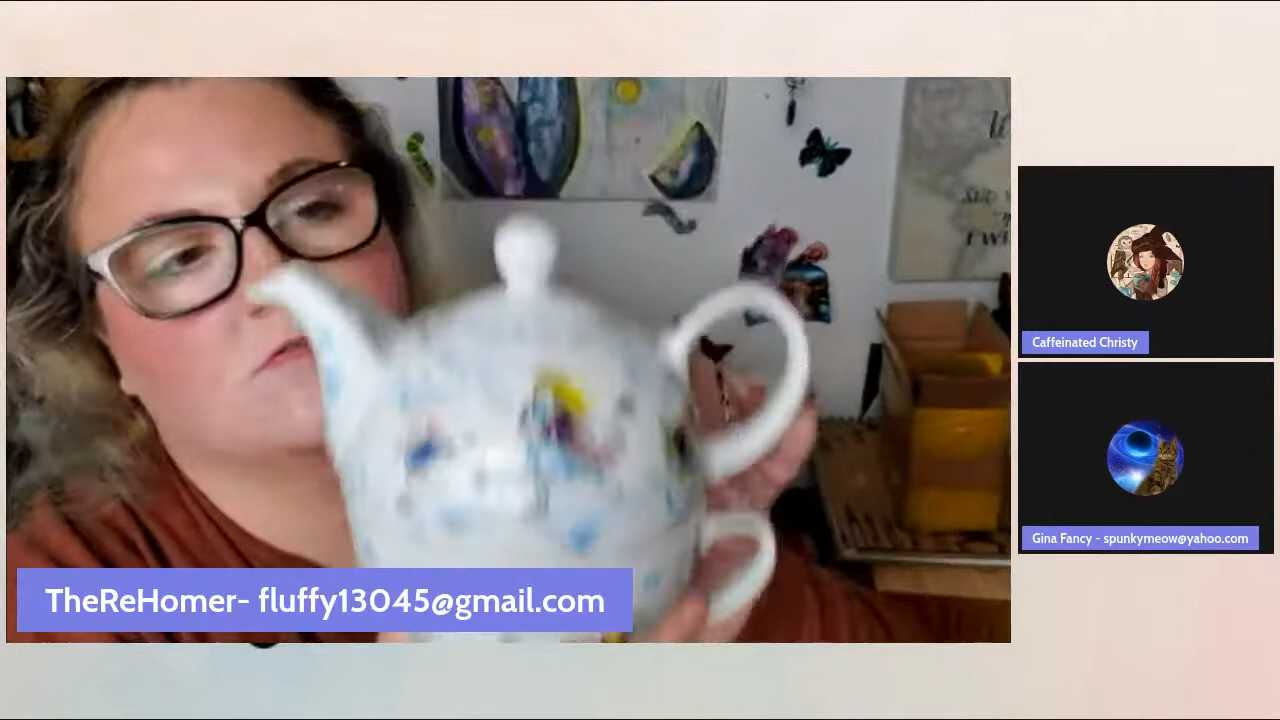 TheReHomer- fluffy13045@gmail.com
Caffeinated Christy
Gina Fancy - spunkymeow@yahoo.com